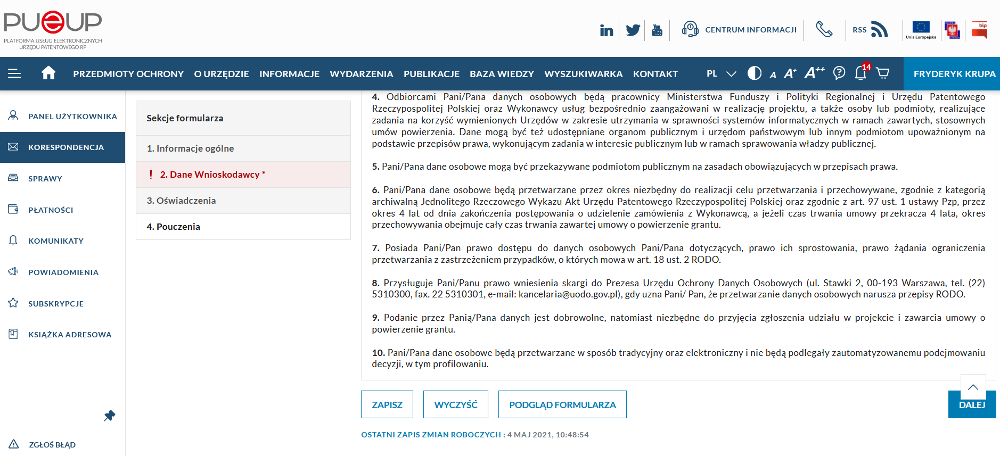 PUEUP
PLATFORMA USŁUG ELEKTRONICZNYCH
URZĘDU PATENTOWEGO RP
in
You
TUBE
CENTRUM INFORMACJI
RSS
Unia Europejska
bip
PRZEDMIOTY OCHRONY
O URZĘDZIE
INFORMACJE
WYDARZENIA
PUBLIKACJE
BAZA WIEDZY
WYSZUKIWARKA
KONTAKT
PL
A
A+
A++
14
FRYDERYK KRUPA
PANEL UŻYTKOWNIKA
KORESPONDENCJA
SPRAWY
PŁATNOŚCI
KOMUNIKATY
POWIADOMIENIA
SUBSKRYPCJE
KSIĄŻKA ADRESOWA
ZGŁOŚ BŁĄD
Sekcje formularza
1. Informacje ogólne
! 2. Dane Wnioskodawcy *
3. Oświadczenia
4. Pouczenia
4. Odbiorcami Pani/Pana danych osobowych będą pracownicy Ministerstwa Funduszy i Polityki Regionalnej i Urzędu Patentowego
Rzeczypospolitej Polskiej oraz Wykonawcy usług bezpośrednio zaangażowani w realizację projektu, a także osoby lub podmioty, realizujące
zadania na korzyść wymienionych Urzędów w zakresie utrzymania w sprawności systemów informatycznych w ramach zawartych, stosownych
umów powierzenia. Dane mogą być też udostępniane organom publicznym i urzędom państwowym lub innym podmiotom upoważnionym na
podstawie przepisów prawa, wykonującym zadania w interesie publicznym lub w ramach sprawowania władzy publicznej.
5. Pani/Pana dane osobowe mogą być przekazywane podmiotom publicznym na zasadach obowiązujących w przepisach prawa.
6. Pani/Pana dane osobowe będą przetwarzane przez okres niezbędny do realizacji celu przetwarzania i przechowywane, zgodnie z kategorią
archiwalną Jednolitego Rzeczowego Wykazu Akt Urzędu Patentowego Rzeczypospolitej Polskiej oraz zgodnie z art. 97 ust. 1 ustawy Pzp, przez
okres 4 lat od dnia zakończenia postępowania o udzielenie zamówienia z Wykonawcą, a jeżeli czas trwania umowy przekracza 4 lata, okres
przechowywania obejmuje cały czas trwania zawartej umowy o powierzenie grantu.
7. Posiada Pani/Pan prawo dostępu do danych osobowych Pani/Pana dotyczących, prawo ich sprostowania, prawo żądania ograniczenia
przetwarzania z zastrzeżeniem przypadków, o których mowa w art. 18 ust. 2 RODO.
8. Przysługuje Pani/Panu prawo wniesienia skargi do Prezesa Urzędu Ochrony Danych Osobowych (ul. Stawki 2, 00-193 Warszawa, tel. (22)
5310300, fax. 22 5310301, e-mail: kancelaria@uodo.gov.pl), gdy uzna Pani/ Pan, że przetwarzanie danych osobowych narusza przepisy RODO.
9. Podanie przez Panią/Pana danych jest dobrowolne, natomiast niezbędne do przyjęcia zgłoszenia udziału w projekcie i zawarcia umowy o
powierzenie grantu.
10. Pani/Pana dane osobowe będą przetwarzane w sposób tradycyjny oraz elektroniczny i nie będą podlegały zautomatyzowanemu podejmowaniu
decyzji, w tym profilowaniu.
ZAPISZ
WYCZYŚĆ
PODGLĄD FORMULARZA
DALEJ
OSTATNI ZAPIS ZMIAN ROBOCZYCH : 4 MAJ 2021, 10:48:54